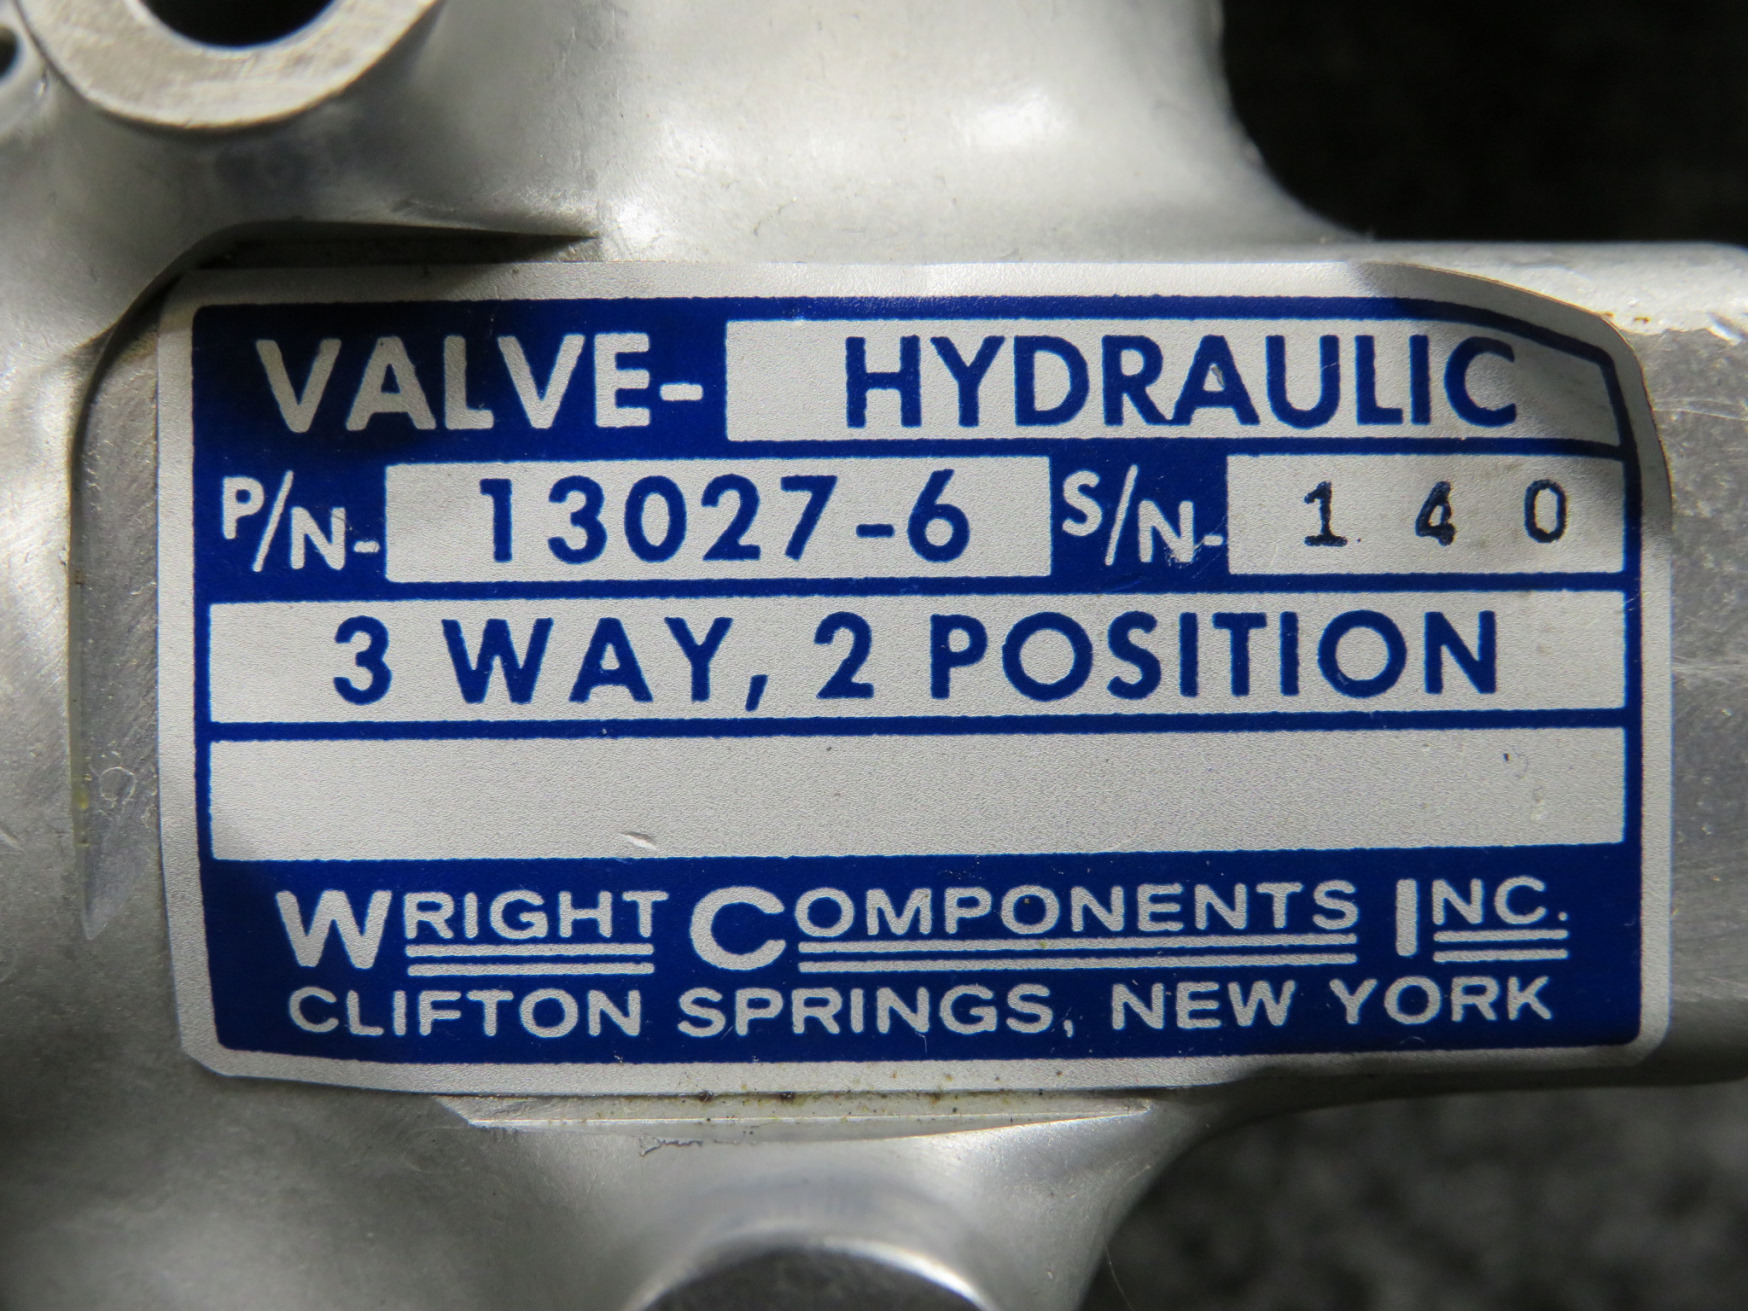 VALVE- HYDRAULIC
P/N- 13027-6 S/N- 140
3 WAY, 2 POSITION
WRIGHT COMPONENTS INC.
CLIFTON SPRINGS, NEW YORK